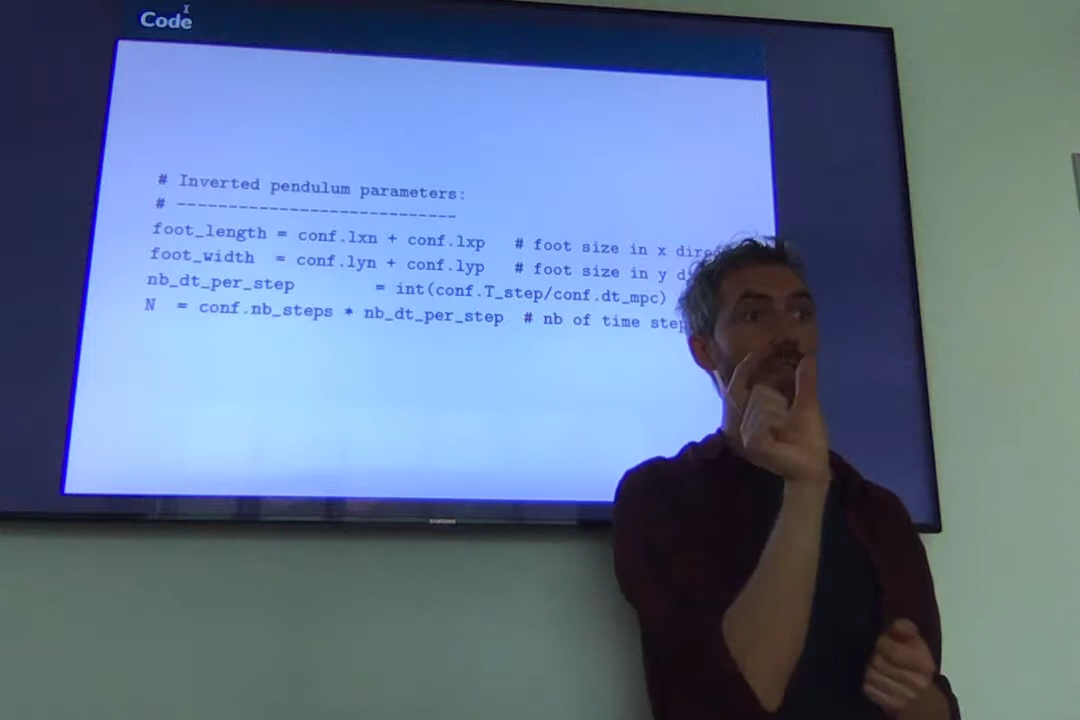 Code
# Inverted pendulum parameters:
# ---------------------------
foot_length = conf.lxn + conf.lxp # foot size in x
foot_width = conf.lyn + conf.lyp # foot size in y
nb_dt_per_step = int(conf.T_step/conf.dt_mpc)
N = conf.nb_steps * nb_dt_per_step # nb of time
SAMSUNG